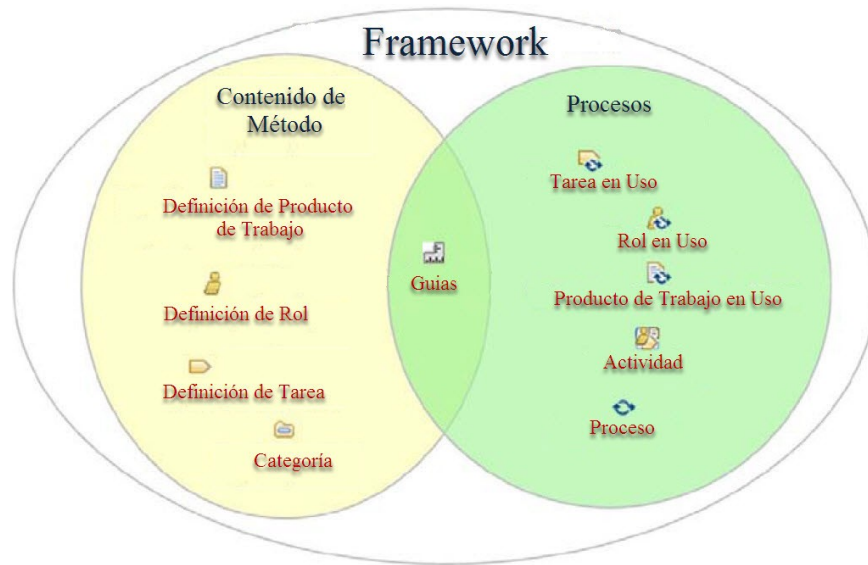 Framework
Contenido de
Método
Definición de Producto
de Trabajo
Definición de Rol
Definición de Tarea
Categoría
Guias
Procesos
Tarea en Uso
Rol en Uso
Producto de Trabajo en Uso
Actividad
Proceso